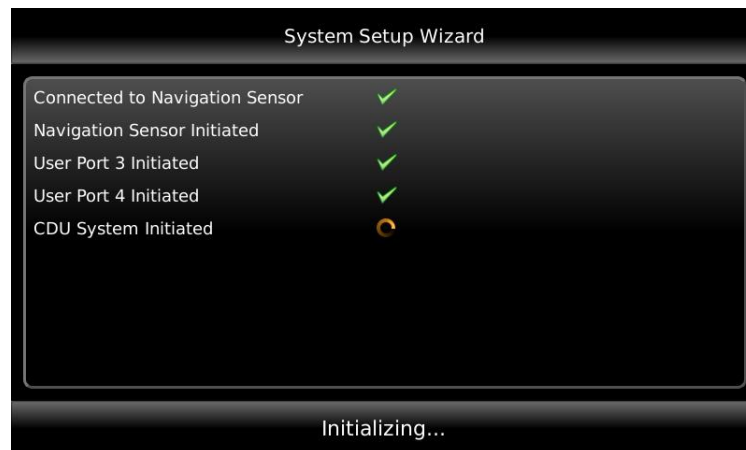 System Setup Wizard
Connected to Navigation Sensor
Navigation Sensor Initiated
User Port 3 Initiated
User Port 4 Initiated
CDU System Initiated
Initializing...